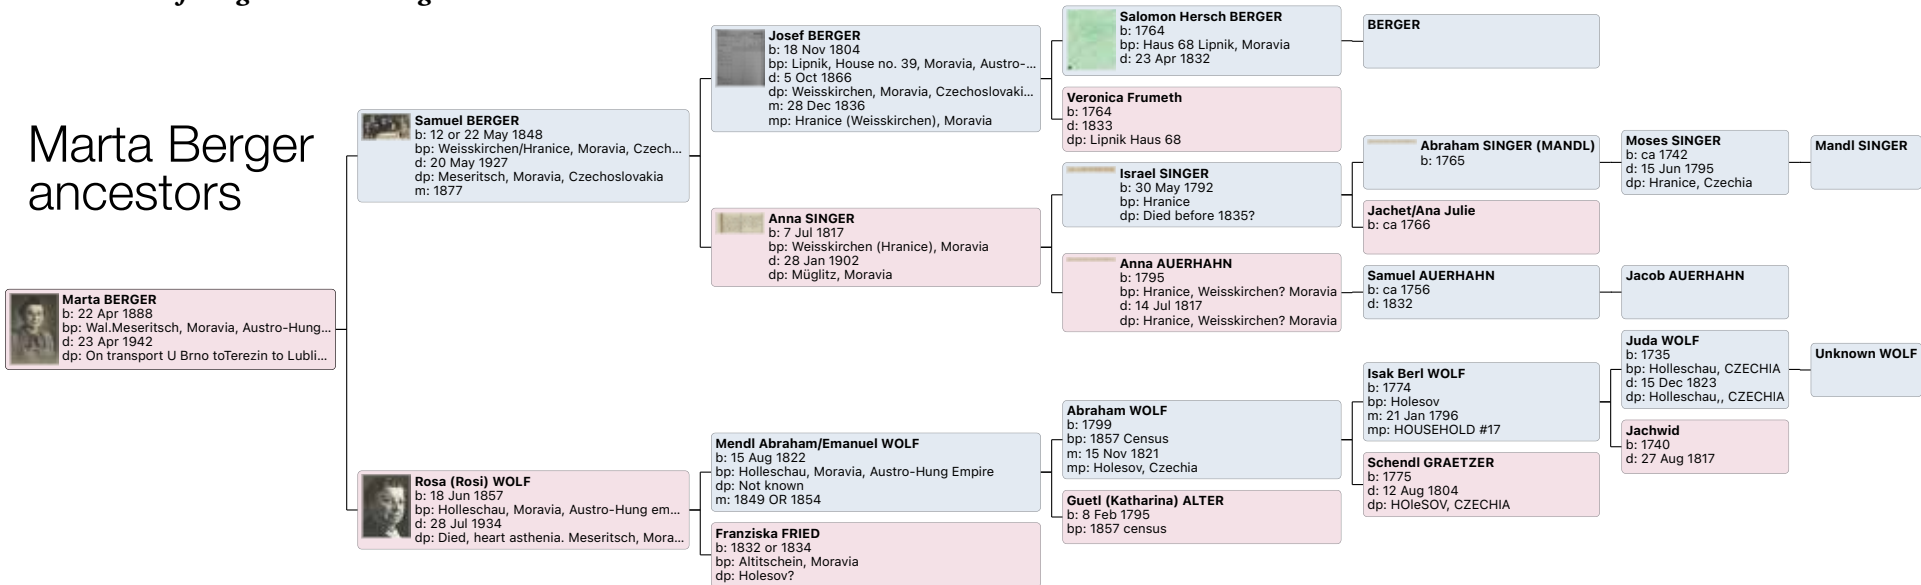 Marta Berger
ancestors
Marta BERGER
b: 22 Apr 1888
bp: Wal.Meseritsch, Moravia, Austro-Hung...
d: 23 Apr 1942
dp: On transport U Brno toTerezin to Lubli...
Samuel BERGER
b: 12 or 22 May 1848
bp: Weisskirchen/Hranice, Moravia, Czech...
d: 20 May 1927
dp: Meseritsch, Moravia, Czechoslovakia
m: 1877
Rosa (Rosi) WOLF
b: 18 Jun 1857
bp: Holleschau, Moravia, Austro-Hung em...
d: 28 Jul 1934
dp: Died, heart asthenia. Meseritsch, Mora...
Josef BERGER
b: 18 Nov 1804
bp: Lipnik, House no. 39, Moravia, Austro-...
d: 5 Oct 1866
dp: Weisskirchen, Moravia, Czechoslovaki...
m: 28 Dec 1836
mp: Hranice (Weisskirchen), Moravia
Anna SINGER
b: 7 Jul 1817
bp: Weisskirchen (Hranice), Moravia
d: 28 Jan 1902
dp: Müglitz, Moravia
Mendl Abraham/Emanuel WOLF
b: 15 Aug 1822
bp: Holleschau, Moravia, Austro-Hung Empire
dp: Not known
m: 1849 OR 1854
Franziska FRIED
b: 1832 or 1834
bp: Altitschein, Moravia
dp: Holesov?
Salomon Hersch BERGER
b: 1764
bp: Haus 68 Lipnik, Moravia
d: 23 Apr 1832
Veronica Frumeth
b: 1764
d: 1833
dp: Lipnik Haus 68
Israel SINGER
b: 30 May 1792
bp: Hranice
dp: Died before 1835?
Anna AUERHAHN
b: 1795
bp: Hranice, Weisskirchen? Moravia
d: 14 Jul 1817
dp: Hranice, Weisskirchen? Moravia
Abraham WOLF
b: 1799
bp: 1857 Census
m: 15 Nov 1821
mp: Holesov, Czechia
Guetl (Katharina) ALTER
b: 8 Feb 1795
bp: 1857 census
BERGER
Abraham SINGER (MANDL)
b: 1765
Jachet/Ana Julie
b: ca 1766
Samuel AUERHAHN
b: ca 1756
d: 1832
Isak Berl WOLF
b: 1774
bp: Holesov
m: 21 Jan 1796
mp: HOUSEHOLD #17
Schendl GRAETZER
b: 1775
d: 12 Aug 1804
dp: HOleSOV, CZECHIA
Moses SINGER
b: ca 1742
d: 15 Jun 1795
dp: Hranice, Czechia
Jacob AUERHAHN
Juda WOLF
b: 1735
bp: Holleschau, CZECHIA
d: 15 Dec 1823
dp: Holleschau,, CZECHIA
Jachwid
b: 1740
d: 27 Aug 1817
Mandl SINGER
Unknown WOLF